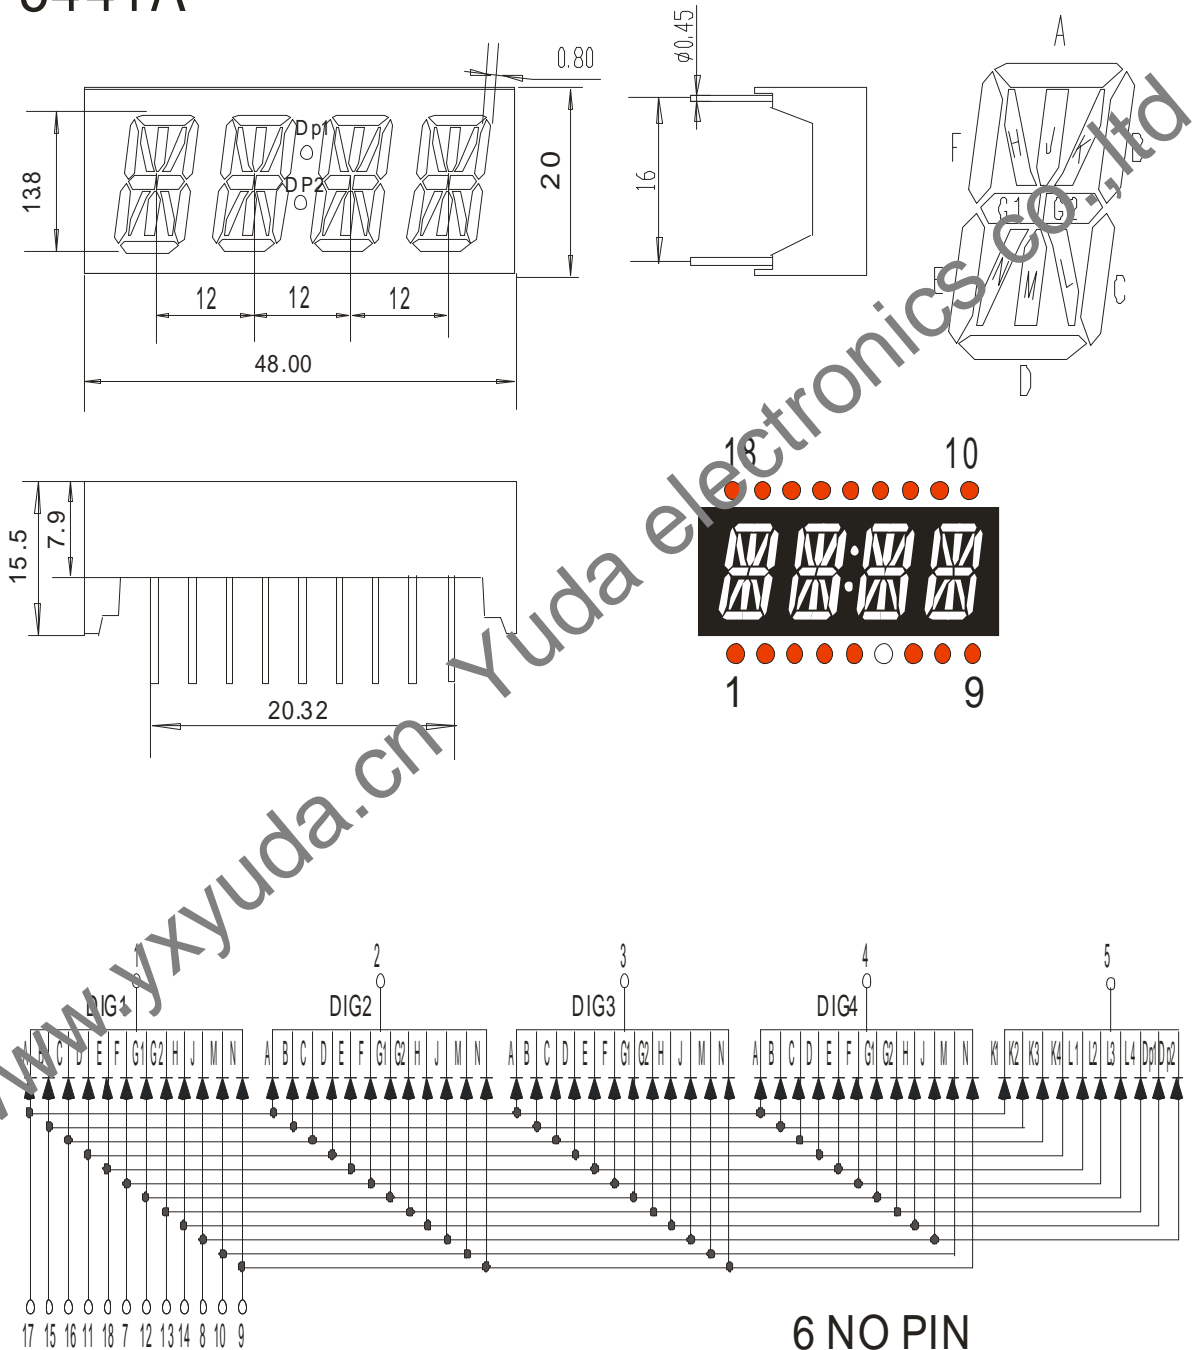 0.80
ϕ0.45
A
Dp1
DP2
13.8
20
16
F
H
J
K
B
G1
G2
E
N
M
L
C
D
12
12
12
48.00
15.5
7.9
20.32
18
10
1
9
www.yxyuda.cn Yuda electronics co.,ltd
1
2
3
4
5
DIG1
DIG2
DIG3
DIG4
B C D E F G1 G2 H J M N
A B C D E F G1 G2 H J M N
A B C D E F G1 G2 H J M N
A B C D E F G1 G2 H J M N
K1 K2 K3 K4 L1 L2 L3 L4 Dp1 Dp2
17 15 16 11 18 7 12 13 14 8 10 9
6 NO PIN